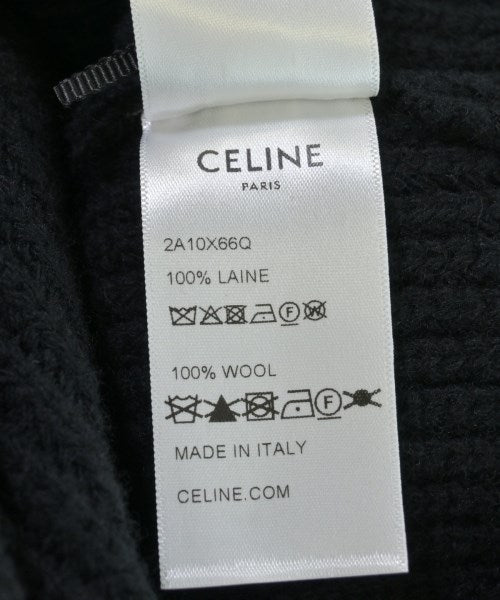 CELINE
PARIS
2A10X66Q
100% LAINE
F W
100% WOOL
F
MADE IN ITALY
CELINE.COM